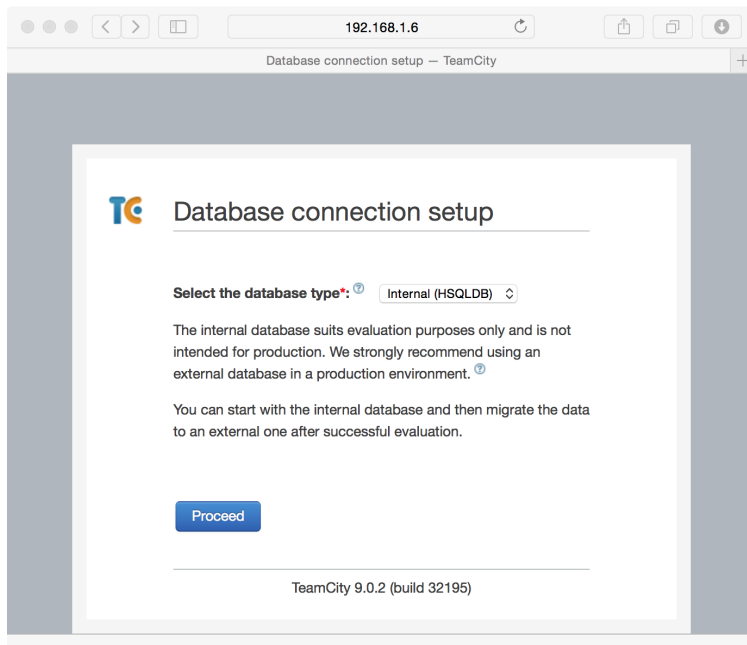 192.168.1.6
Database connection setup — TeamCity
TC
Database connection setup
Select the database type*: ? Internal (HSQLDB)
The internal database suits evaluation purposes only and is not
intended for production. We strongly recommend using an
external database in a production environment. ?
You can start with the internal database and then migrate the data
to an external one after successful evaluation.
Proceed
TeamCity 9.0.2 (build 32195)